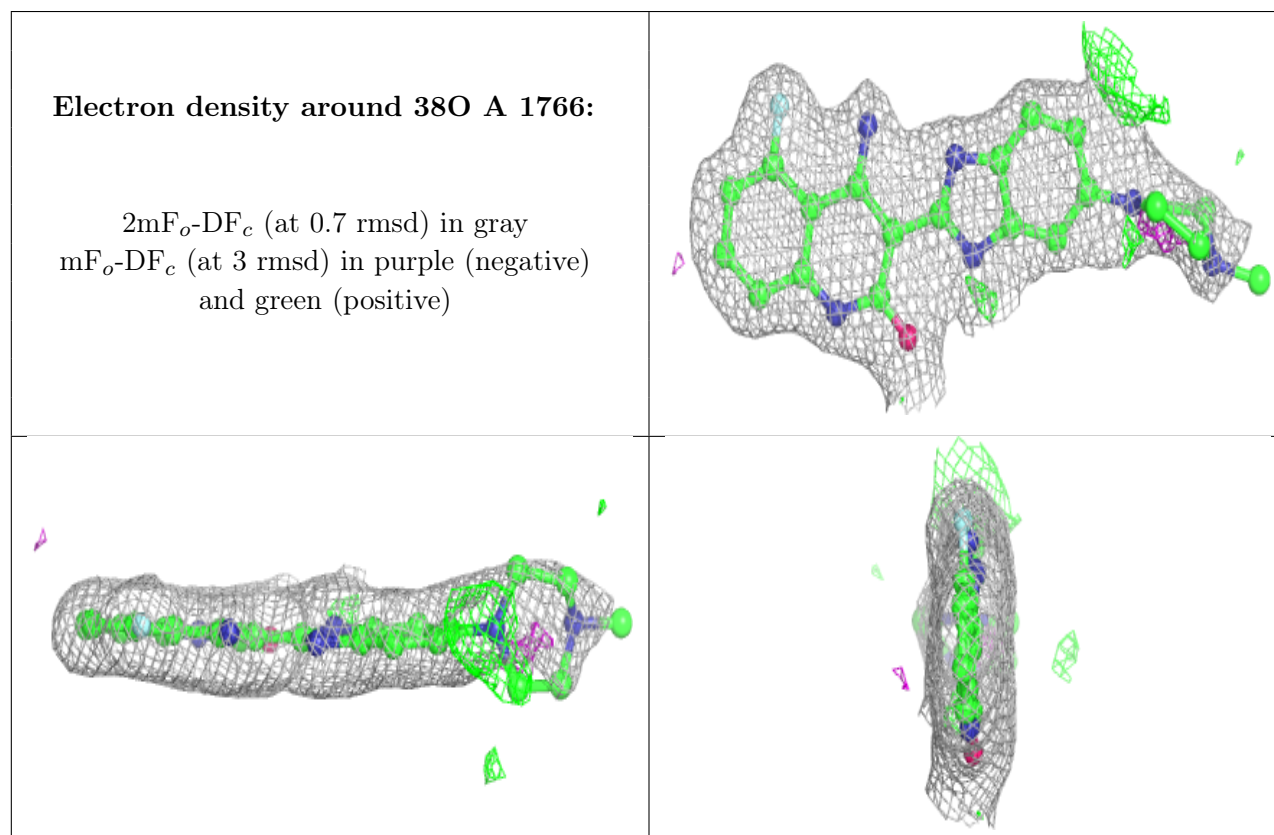 Electron density around 38O A 1766:
2mFo-DFc (at 0.7 rmsd) in gray
mFo-DFc (at 3 rmsd) in purple (negative)
and green (positive)